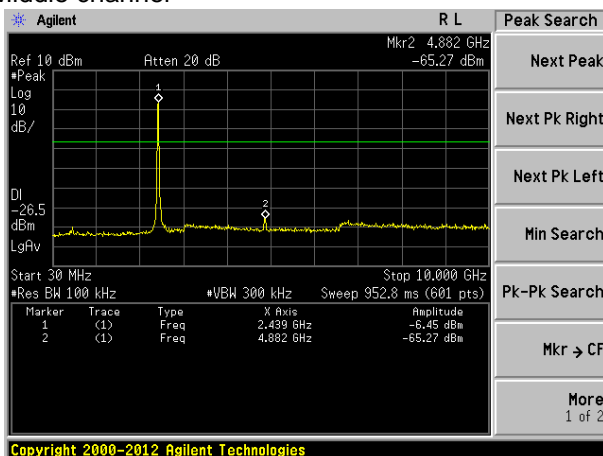 Middle channel
Agilent R L Peak Search
Mkr2 4.882 GHz
Ref 10 dBm Atten 20 dB -65.27 dBm
#Peak
Log
10
dB/
1
2
DI
-26.5
dBm
LgAv
Start 30 MHz Stop 10.000 GHz
#Res BW 100 kHz #VBW 300 kHz Sweep 952.8 ms (601 pts)
Marker Trace Type X Axis Amplitude
1 (1) Freq 2.439 GHz -6.45 dBm
2 (1) Freq 4.882 GHz -65.27 dBm
Next Peak
Next Pk Right
Next Pk Left
Min Search
Pk-Pk Search
Mkr → CF
More
1 of 2
Copyright 2000-2012 Agilent Technologies